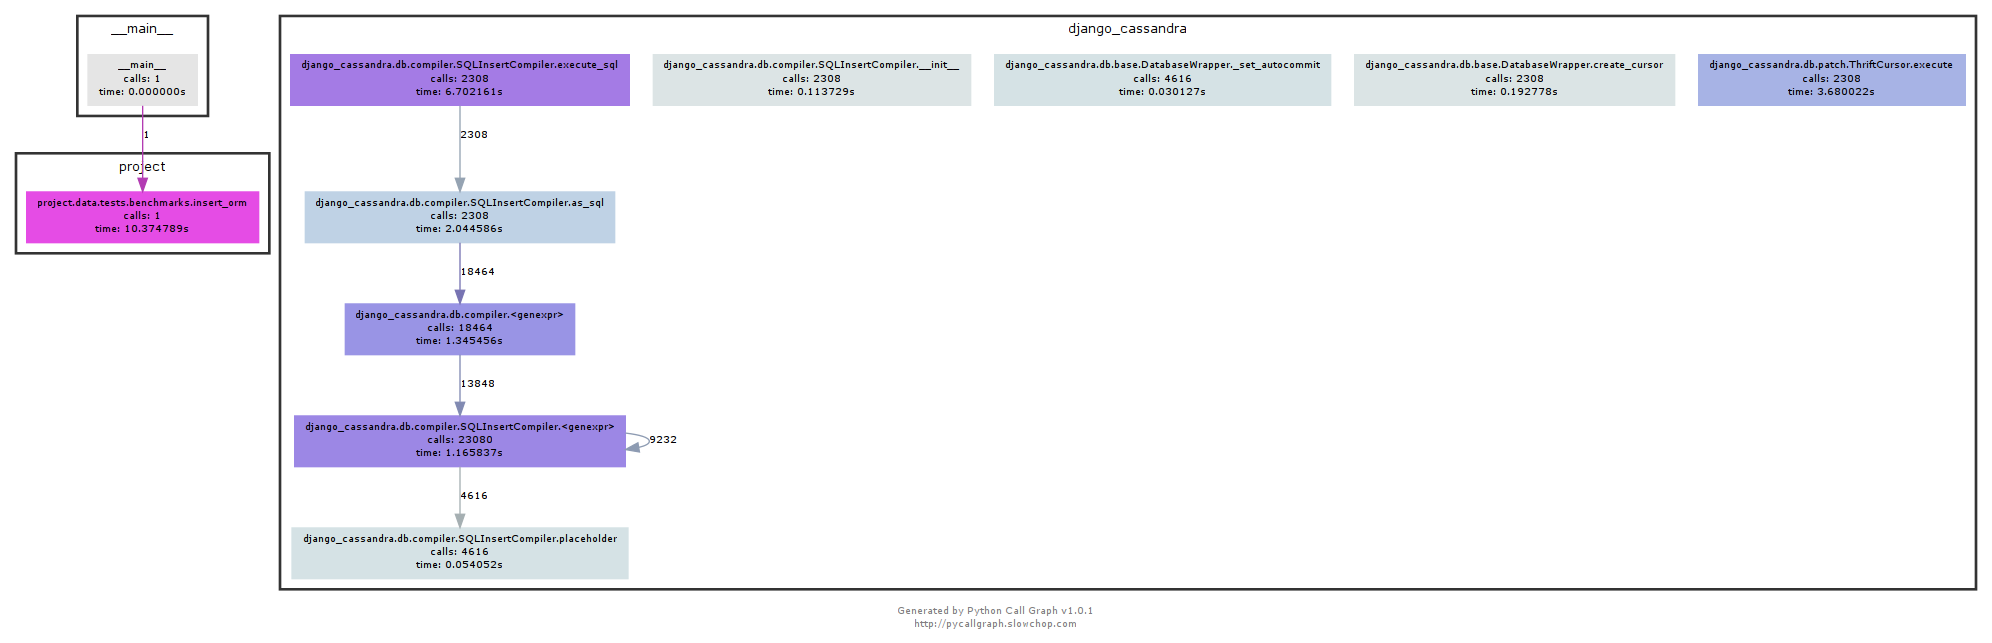 __main__
__main__
calls: 1
time: 0.000000s
1
project
project.data.tests.benchmarks.insert_orm
calls: 1
time: 10.374789s
django_cassandra
django_cassandra.db.compiler.SQLInsertCompiler.execute_sql
calls: 2308
time: 6.702161s
django_cassandra.db.compiler.SQLInsertCompiler.__init__
calls: 2308
time: 0.113729s
django_cassandra.db.base.DatabaseWrapper._set_autocommit
calls: 4616
time: 0.030127s
django_cassandra.db.base.DatabaseWrapper.create_cursor
calls: 2308
time: 0.192778s
django_cassandra.db.patch.ThriftCursor.execute
calls: 2308
time: 3.680022s
2308
django_cassandra.db.compiler.SQLInsertCompiler.as_sql
calls: 2308
time: 2.044586s
18464
django_cassandra.db.compiler.<genexpr>
calls: 18464
time: 1.345456s
13848
django_cassandra.db.compiler.SQLInsertCompiler.<genexpr>
calls: 23080
time: 1.165837s
9232
4616
django_cassandra.db.compiler.SQLInsertCompiler.placeholder
calls: 4616
time: 0.054052s
Generated by Python Call Graph v1.0.1
http://pycallgraph.slowchop.com